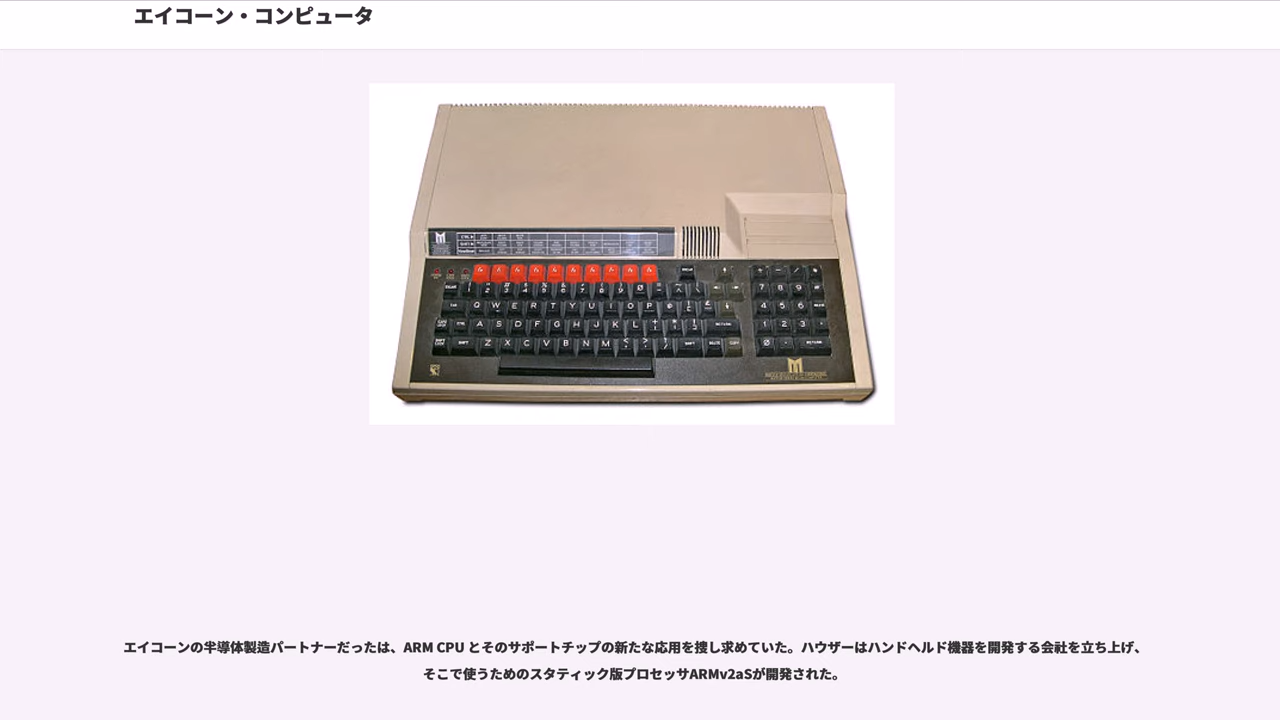 エイコーン・コンピュータ
エイコーンの半導体製造パートナーだったは、ARM CPU とそのサポートチップの新たな応用を捜し求めていた。ハウザーはハンドヘルド機器を開発する会社を立ち上げ、
そこで使うためのスタティック版プロセッサARMv2aSが開発された。